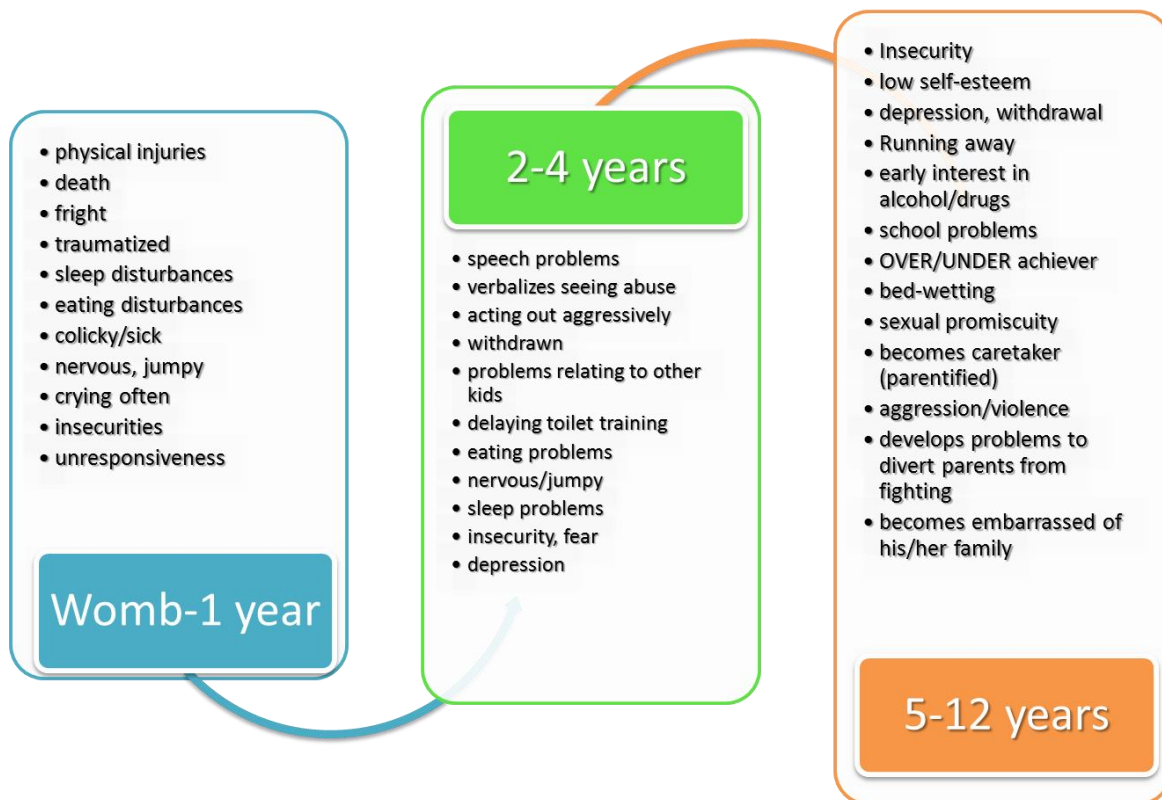 • physical injuries
• death
• fright
• traumatized
• sleep disturbances
• eating disturbances
• colicky/sick
• nervous, jumpy
• crying often
• insecurities
• unresponsiveness
Womb-1 year
2-4 years
• speech problems
• verbalizes seeing abuse
• acting out aggressively
• withdrawn
• problems relating to other
kids
• delaying toilet training
• eating problems
• nervous/jumpy
• sleep problems
• insecurity, fear
• depression
• Insecurity
• low self-esteem
• depression, withdrawal
• Running away
• early interest in
alcohol/drugs
• school problems
• OVER/UNDER achiever
• bed-wetting
• sexual promiscuity
• becomes caretaker
(parentified)
• aggression/violence
• develops problems to
divert parents from
fighting
• becomes embarrassed of
his/her family
5-12 years